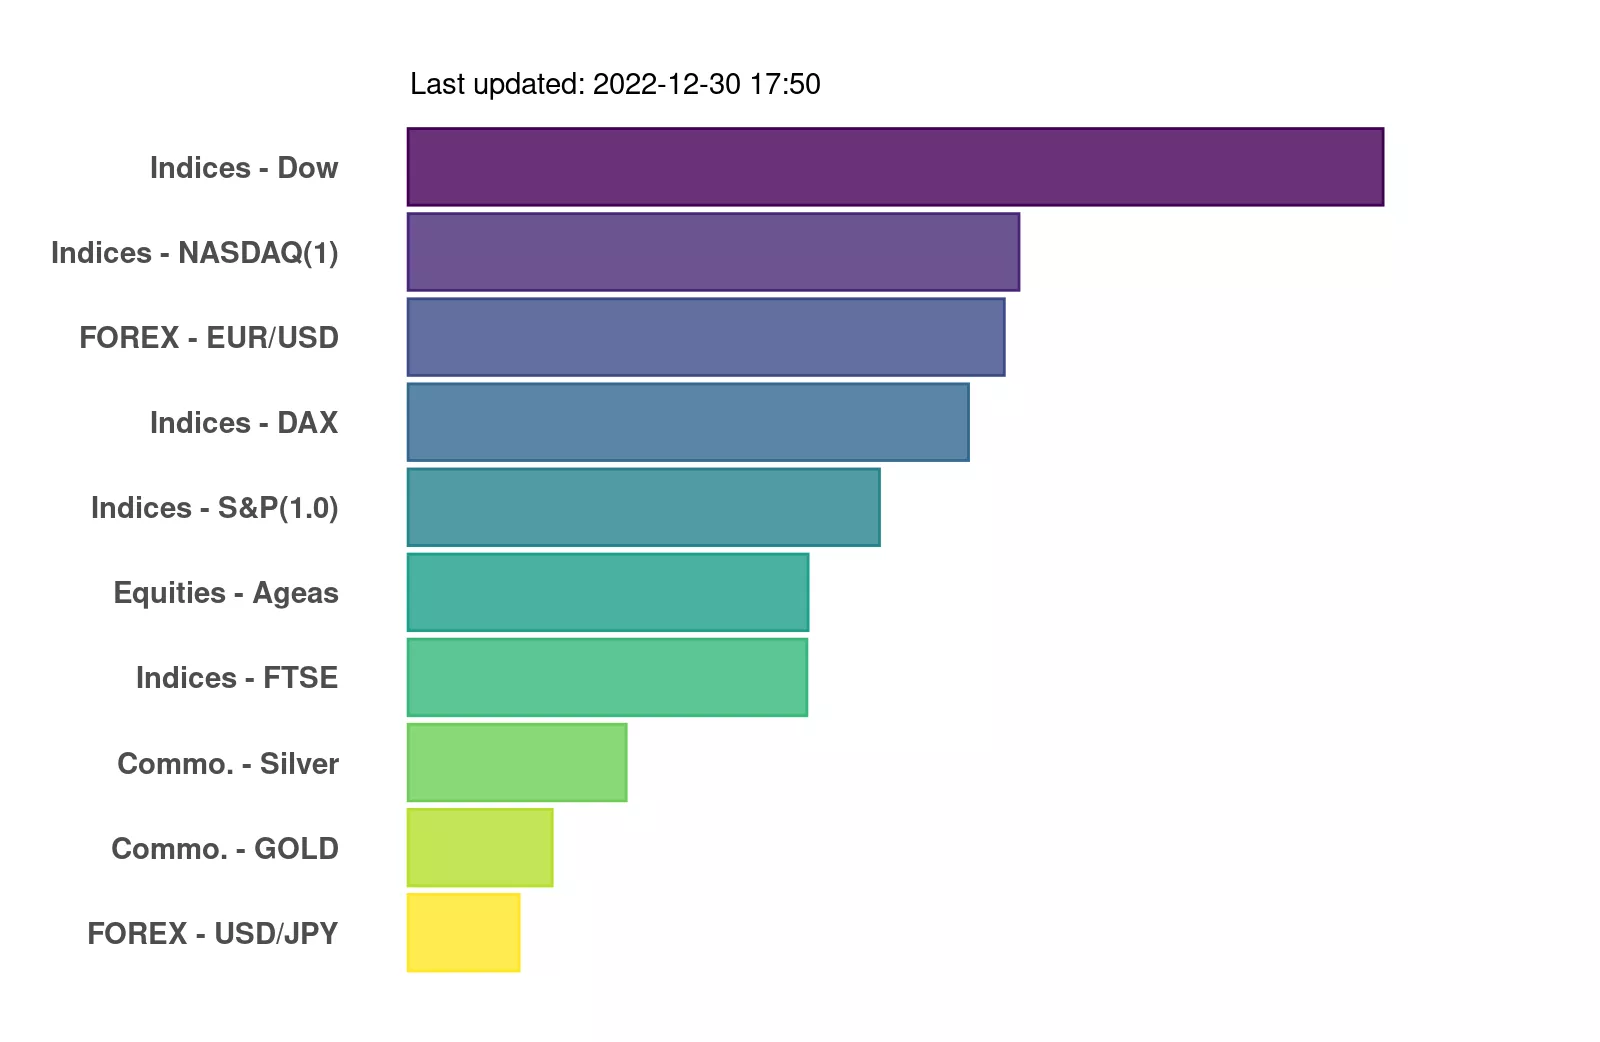 Last updated: 2022-12-30 17:50
Indices - Dow
Indices - NASDAQ(1)
FOREX - EUR/USD
Indices - DAX
Indices - S&P(1.0)
Equities - Ageas
Indices - FTSE
Commo. - Silver
Commo. - GOLD
FOREX - USD/JPY